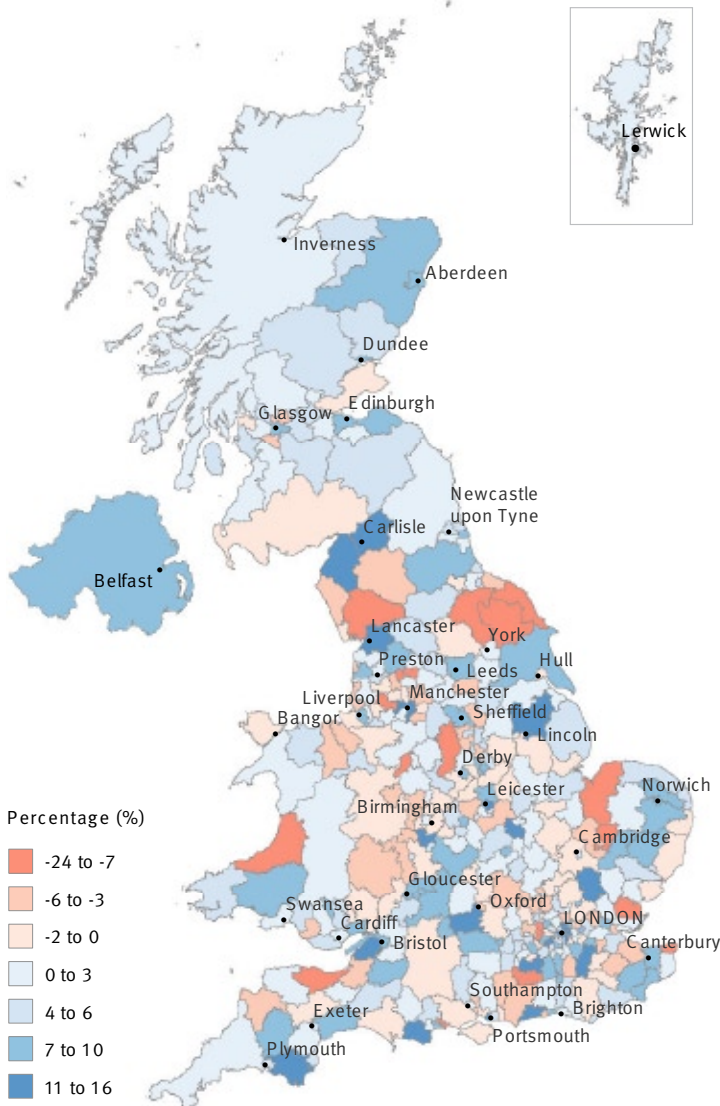 Lerwick
Inverness
Aberdeen
Dundee
Glasgow
Edinburgh
Newcastle
upon Tyne
Carlisle
Belfast
Lancaster
York
Preston
Leeds
Hull
Liverpool
Manchester
Bangor
Sheffield
Lincoln
Derby
Norwich
Leicester
Birmingham
Cambridge
Gloucester
Oxford
Swansea
Cardiff
LONDON
Bristol
Canterbury
Southampton
Exeter
Brighton
Portsmouth
Plymouth
Percentage (%)
-24 to -7
-6 to -3
-2 to 0
0 to 3
4 to 6
7 to 10
11 to 16